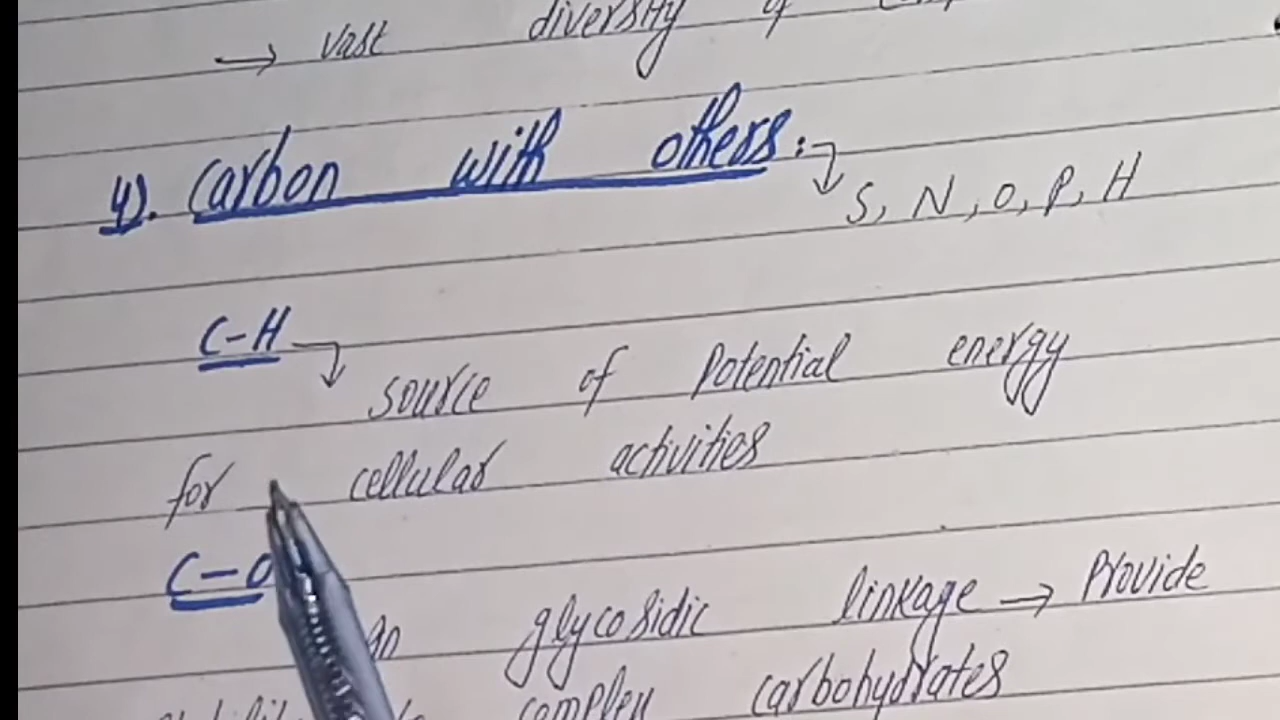 → vast diversity of
4). Carbon with others:→ S, N, O, P, H
C-H → source of Potential energy
for cellular activities
C-O
glycosidic linkage → Provide
complex carbohydrates